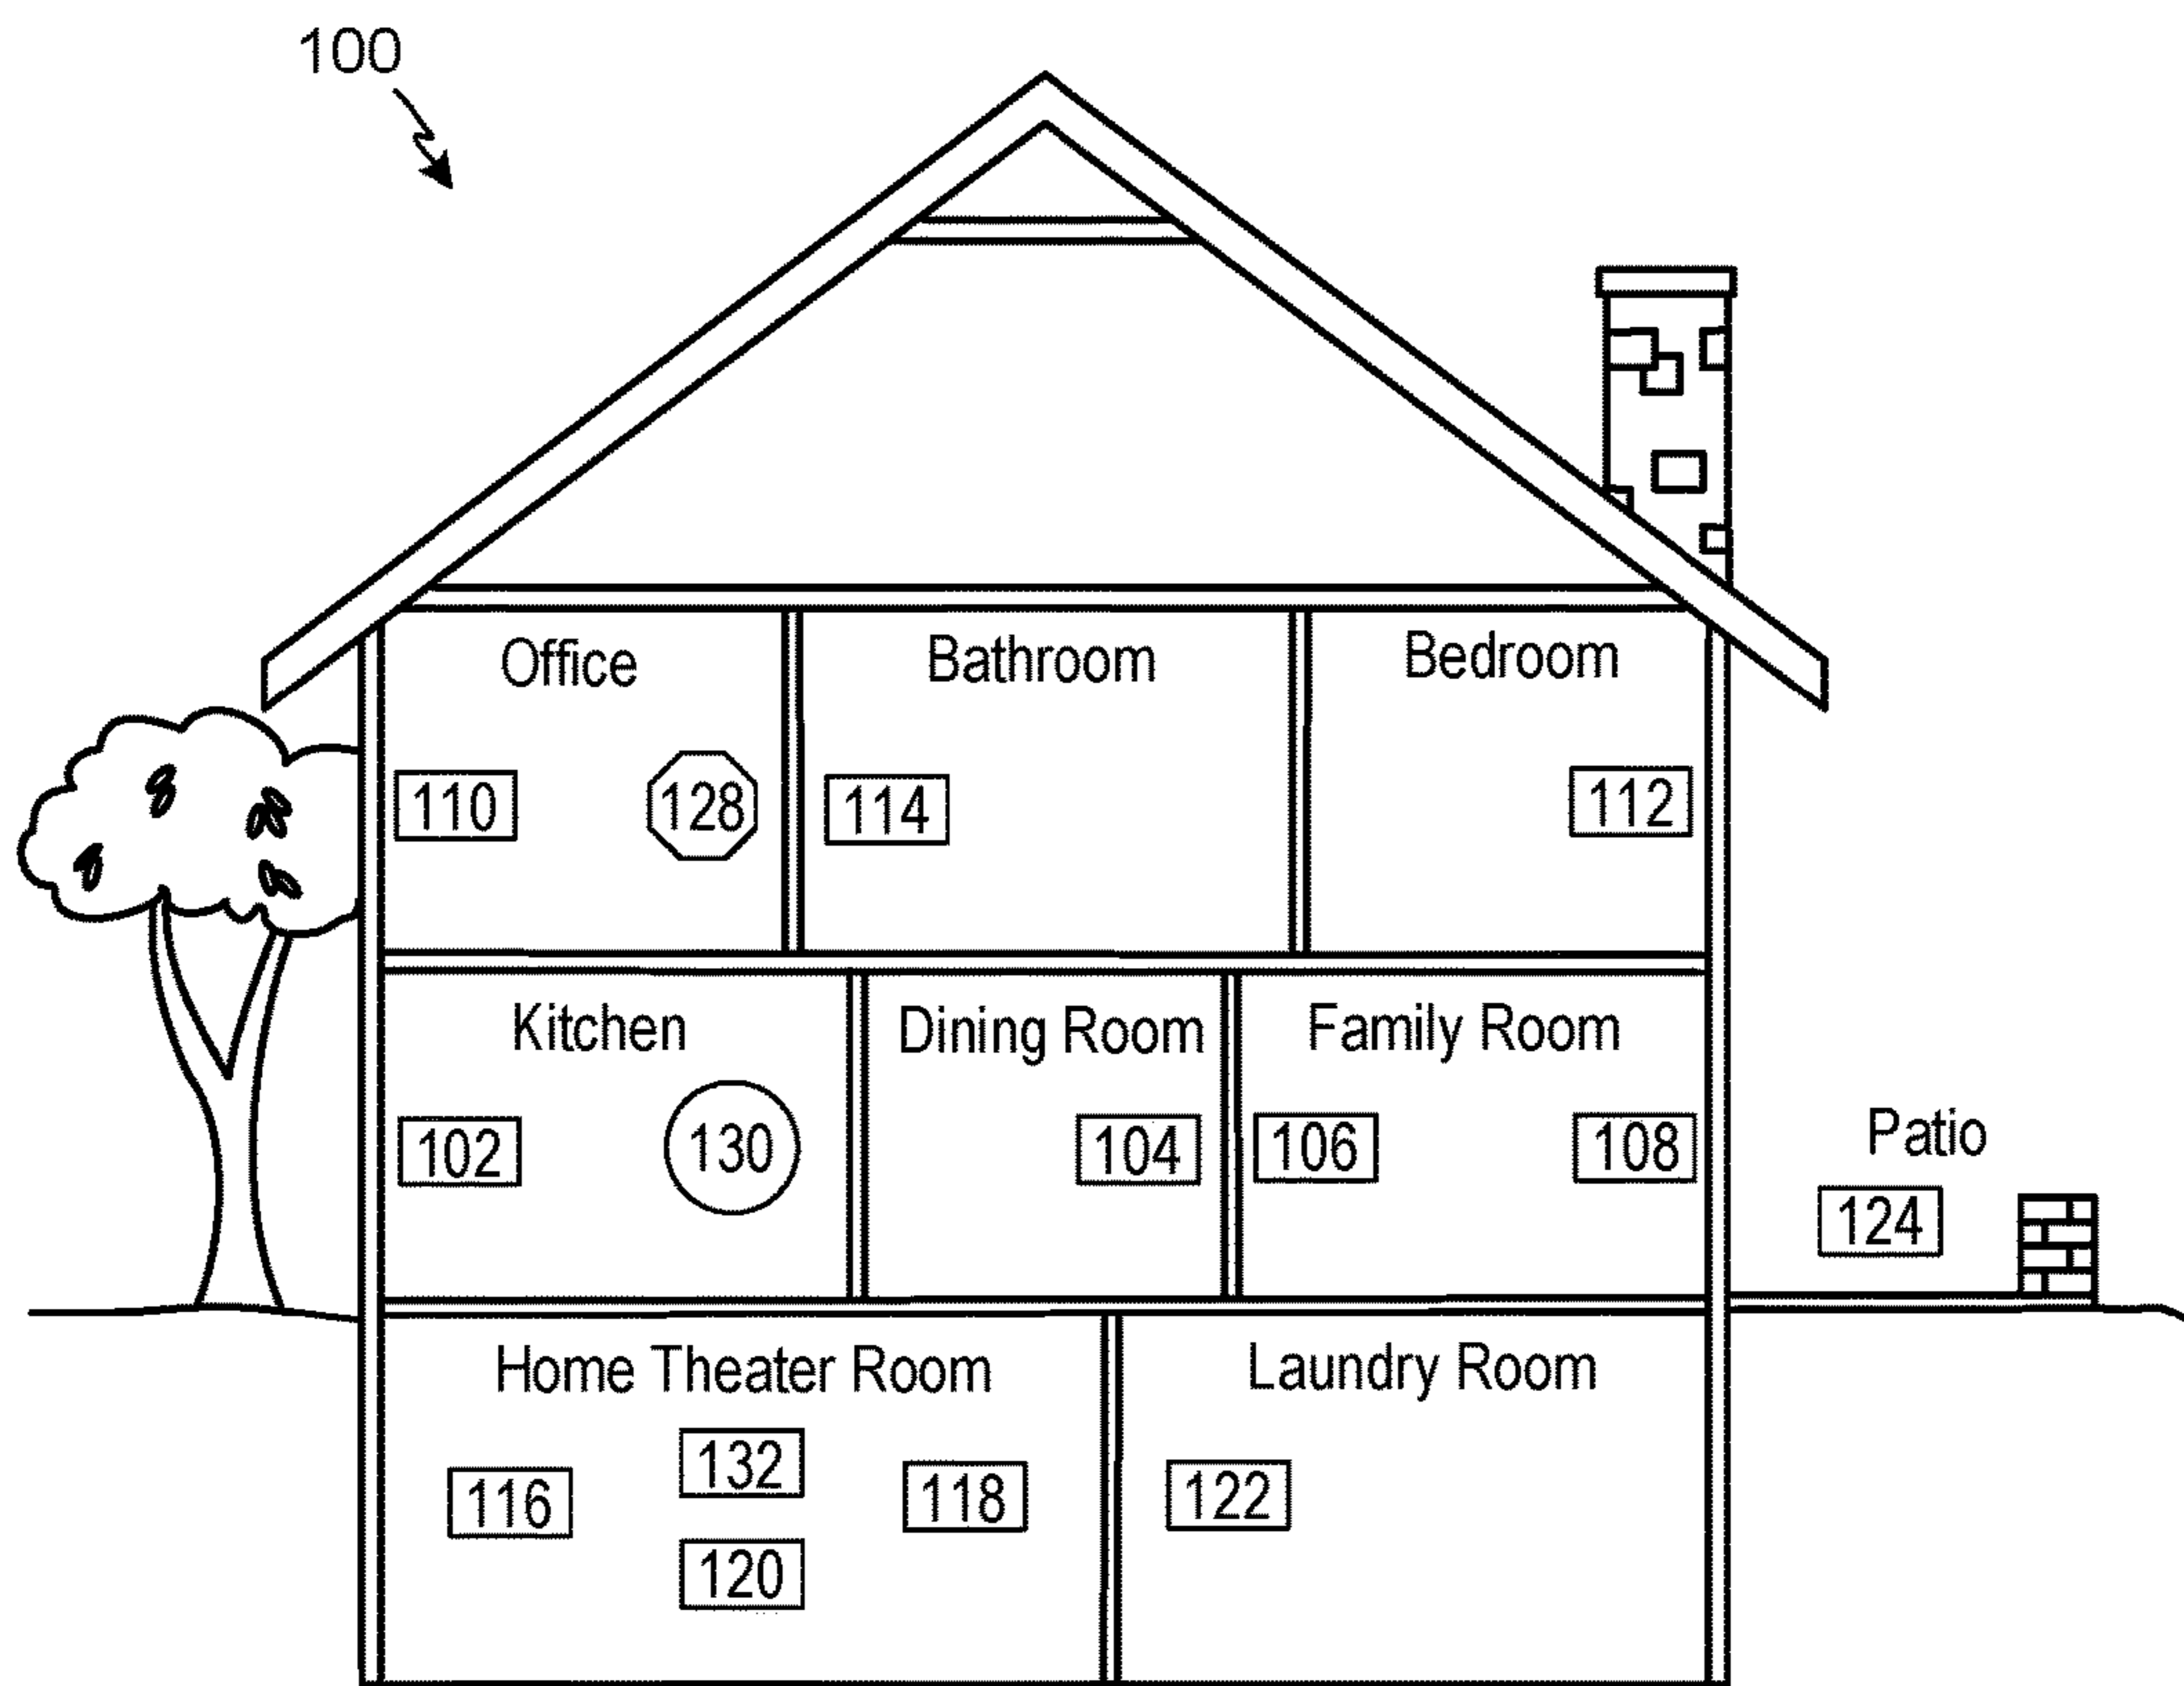 100
Office
Bathroom
Bedroom
110
128
114
112
Kitchen
Dining Room
Family Room
102
130
104
106
108
Patio
124
Home Theater Room
Laundry Room
116
132
118
122
120